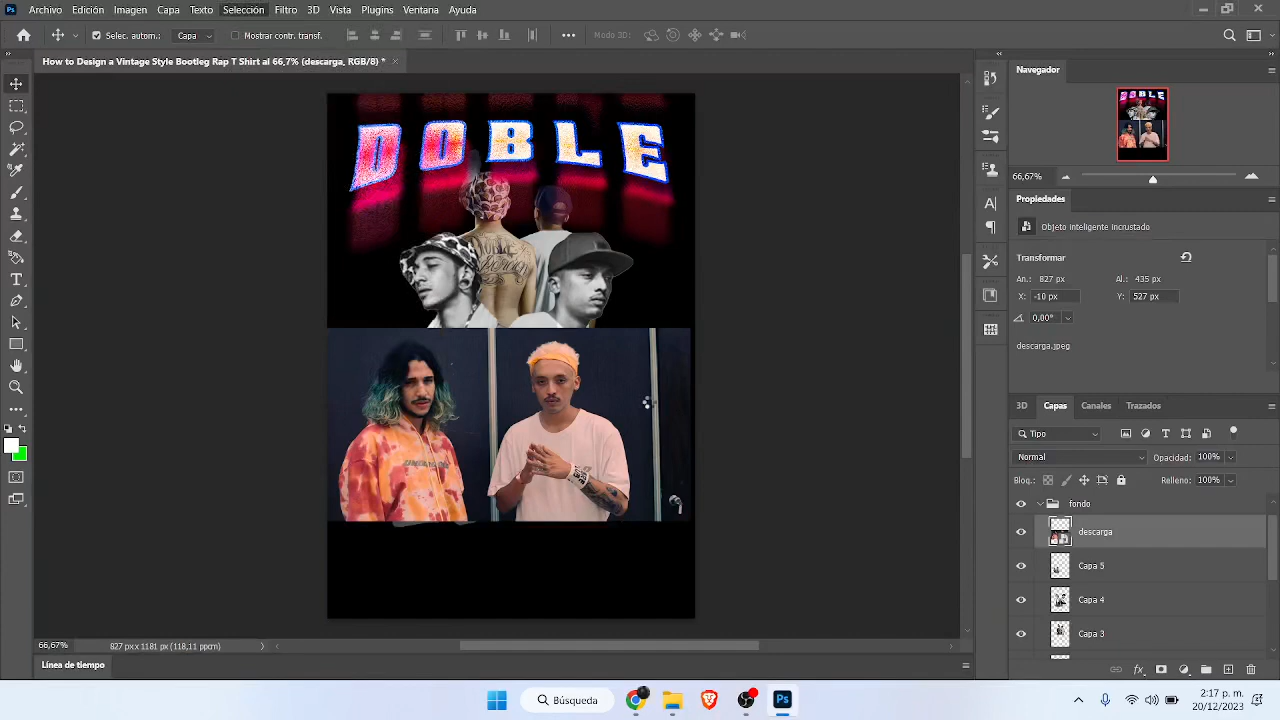 Archivo Edición Imagen Capa Texto Selección Filtro 3D Vista Plugins Ventana Ayuda
Selec. autom.: Capa Mostrar contr. transf. Modo 3D:
How to Design a Vintage Style Bootleg Rap T Shirt al 66,7% (descarga, RGB/8) *
DOBLE
66,67% 827 px x 1181 px (118,11 ppcm)
Línea de tiempo
Navegador
66,67%
Propiedades
Objeto inteligente incrustado
Transformar
An.: 827 px Al.: 435 px
X: -10 px Y: 527 px
0,00°
descarga.jpeg
3D Capas Canales Trazados
Tipo
Normal Opacidad: 100%
Bloq.: Relleno: 100%
fondo
descarga
Capa 5
Capa 4
Capa 3
Búsqueda
Ps
2:17:13 p. m.
20/12/2023